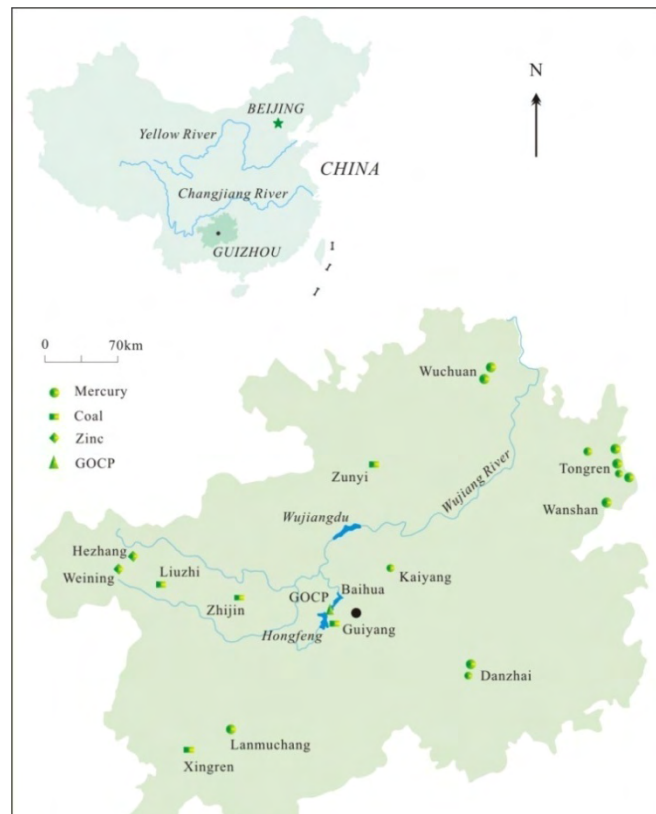 N
BEIJING
Yellow River
CHINA
Changjiang River
GUIZHOU
0 70km
Mercury
Coal
Zinc
GOCP
Wuchuan
Zunyi
Wujiang River
Tongren
Wanshan
Wujiangdu
Hezhang
Weining
Liuzhi
Zhijin
GOCP
Baihua
Kaiyang
Hongfeng
Guiyang
Danzhai
Lanmuchang
Xingren